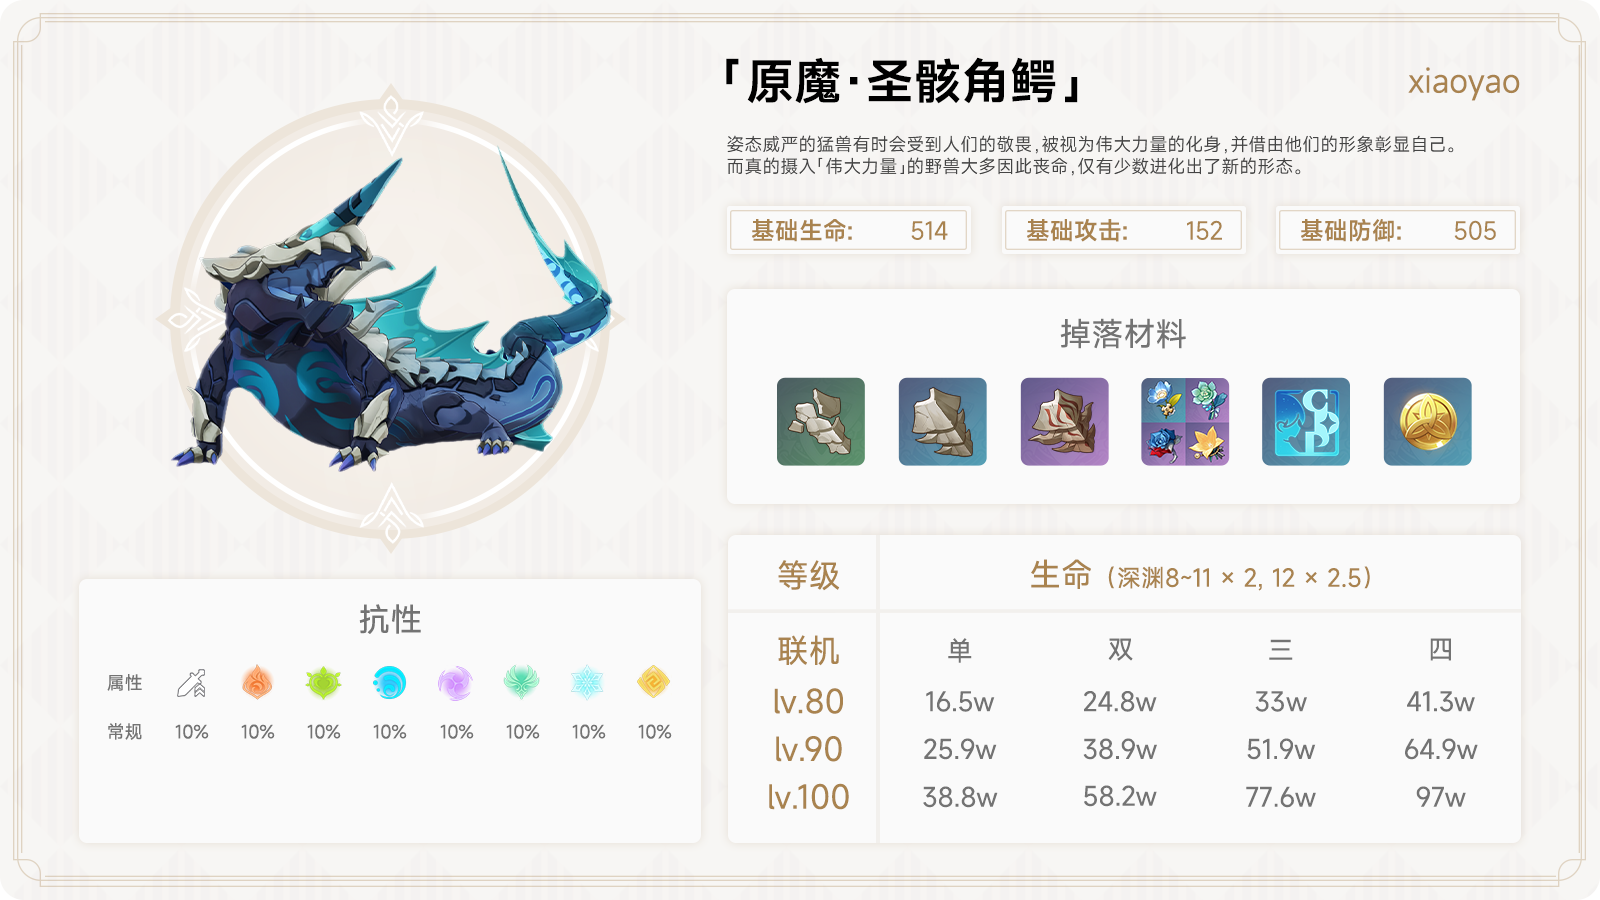 「原魔·圣骸角鳄」
xiaoyao
姿态威严的猛兽有时会受到人们的敬畏,被视为伟大力量的化身,并借由他们的形象彰显自己。
而真的摄入「伟大力量」的野兽大多因此丧命,仅有少数进化出了新的形态。
基础生命: 514
基础攻击: 152
基础防御: 505
掉落材料
抗性
属性
常规 10% 10% 10% 10% 10% 10% 10% 10%
等级 生命(深渊8~11 × 2, 12 × 2.5)
联机 单 双 三 四
lv.80 16.5w 24.8w 33w 41.3w
lv.90 25.9w 38.9w 51.9w 64.9w
lv.100 38.8w 58.2w 77.6w 97w